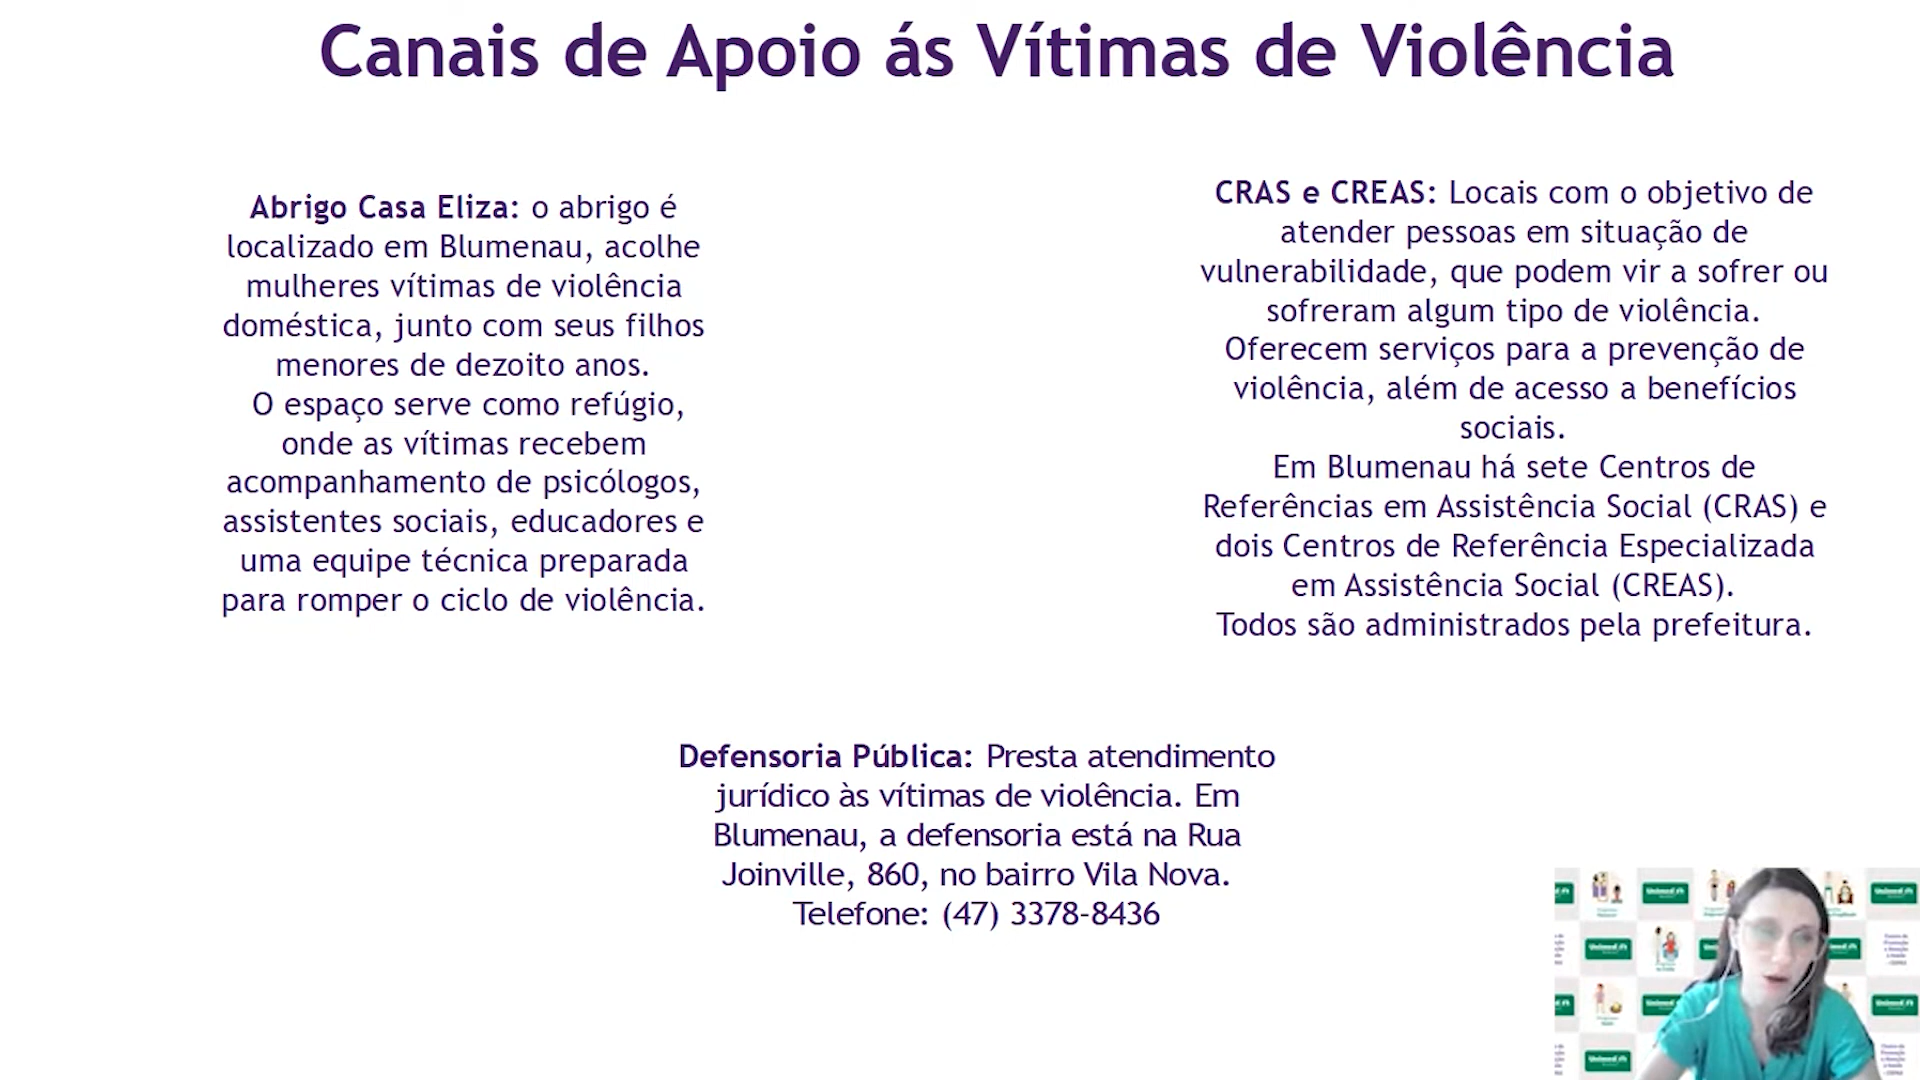 Canais de Apoio ás Vítimas de Violência
Abrigo Casa Eliza: o abrigo é
localizado em Blumenau, acolhe
mulheres vítimas de violência
doméstica, junto com seus filhos
menores de dezoito anos.
O espaço serve como refúgio,
onde as vítimas recebem
acompanhamento de psicólogos,
assistentes sociais, educadores e
uma equipe técnica preparada
para romper o ciclo de violência.
CRAS e CREAS: Locais com o objetivo de
atender pessoas em situação de
vulnerabilidade, que podem vir a sofrer ou
sofreram algum tipo de violência.
Oferecem serviços para a prevenção de
violência, além de acesso a benefícios
sociais.
Em Blumenau há sete Centros de
Referências em Assistência Social (CRAS) e
dois Centros de Referência Especializada
em Assistência Social (CREAS).
Todos são administrados pela prefeitura.
Defensoria Pública: Presta atendimento
jurídico às vítimas de violência. Em
Blumenau, a defensoria está na Rua
Joinville, 860, no bairro Vila Nova.
Telefone: (47) 3378-8436
Unimed
Unimed
Unimed
Unimed
Unimed